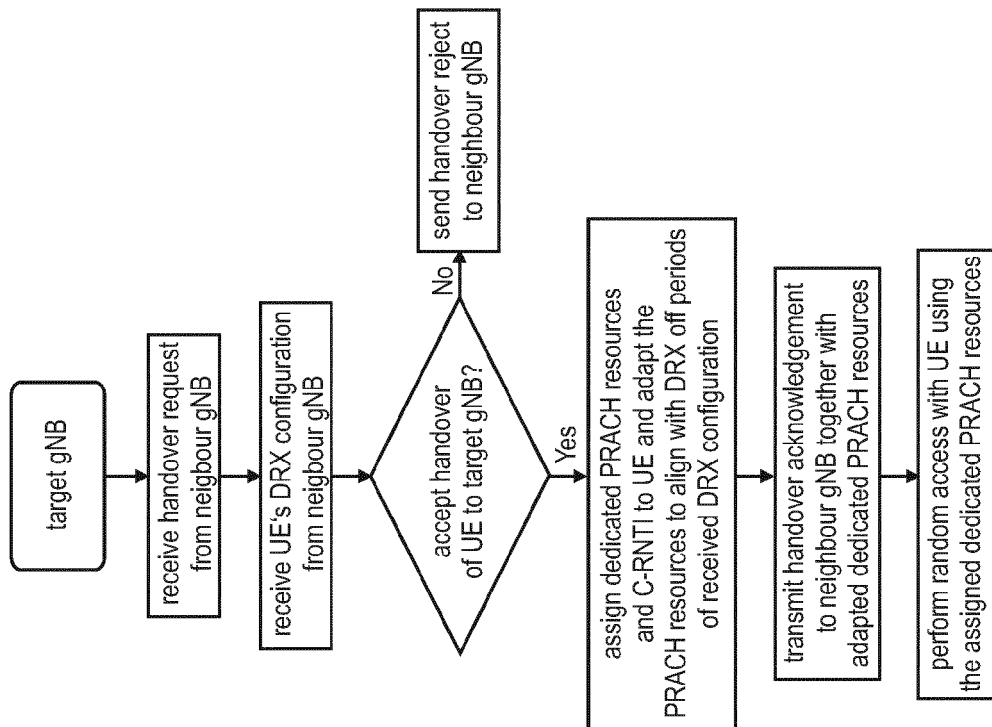 target gNB
receive handover request
from neighbour gNB
receive UE‘s DRX configuration
from neighbour gNB
accept handover
of UE to target gNB?
No
send handover reject
to neighbour gNB
Yes
assign dedicated PRACH resources
and C-RNTI to UE and adapt the
PRACH resources to align with DRX off periods
of received DRX configuration
transmit handover acknowledgement
to neighbour gNB together with
adapted dedicated PRACH resources
perform random access with UE using
the assigned dedicated PRACH resources